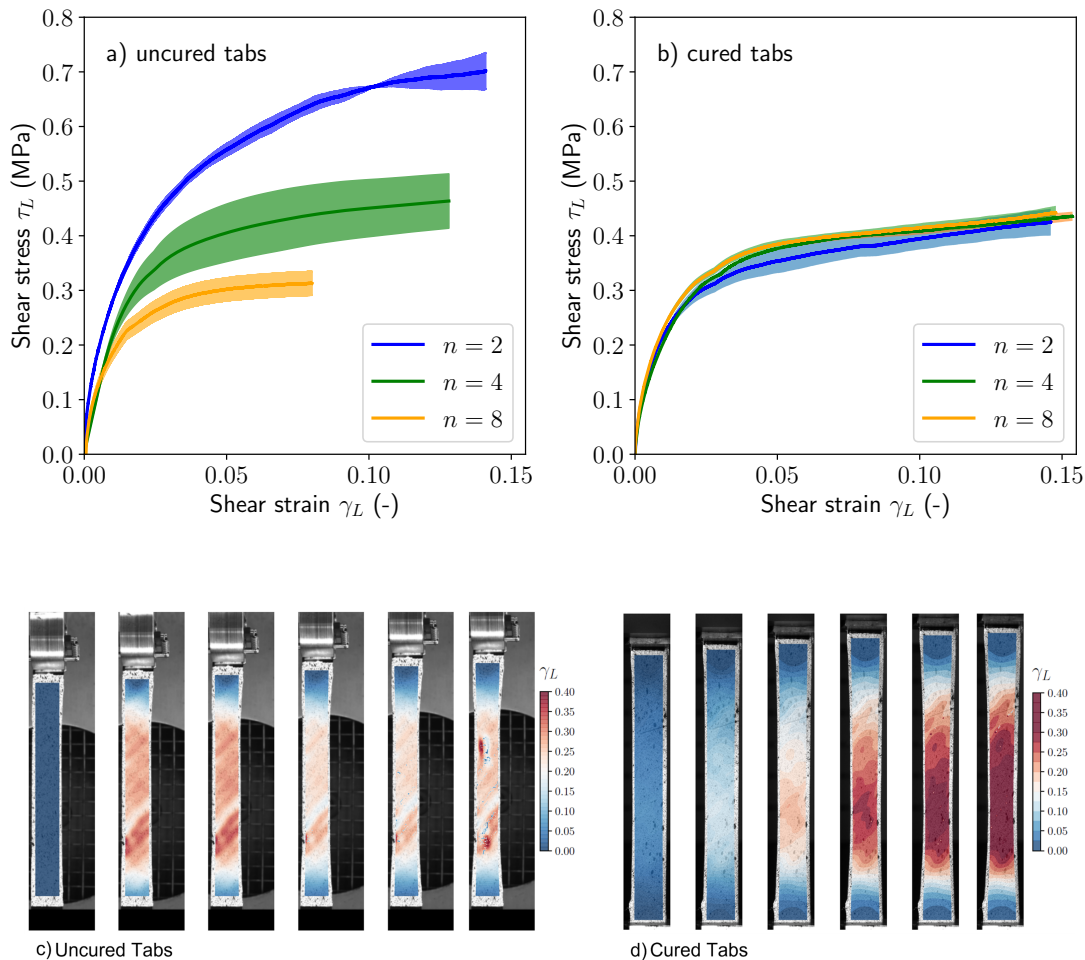 a) uncured tabs
Shear stress τ_L (MPa)
0.8
0.7
0.6
0.5
0.4
0.3
0.2
0.1
0.0
n = 2
n = 4
n = 8
0.00 0.05 0.10 0.15
Shear strain γ_L (-)
b) cured tabs
Shear stress τ_L (MPa)
0.8
0.7
0.6
0.5
0.4
0.3
0.2
0.1
0.0
n = 2
n = 4
n = 8
0.00 0.05 0.10 0.15
Shear strain γ_L (-)
γ_L
0.40
0.35
0.30
0.25
0.20
0.15
0.10
0.05
0.00
c) Uncured Tabs
γ_L
0.40
0.35
0.30
0.25
0.20
0.15
0.10
0.05
0.00
d) Cured Tabs